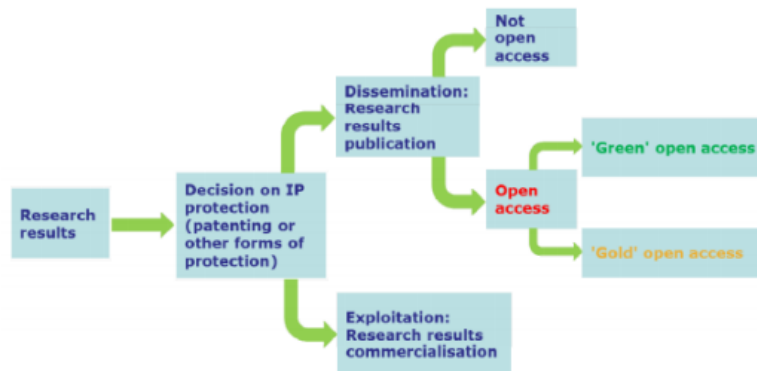 Research
results
Decision on IP
protection
(patenting or
other forms of
protection)
Dissemination:
Research
results
publication
Not
open
access
Open
access
'Green' open access
'Gold' open access
Exploitation:
Research results
commercialisation